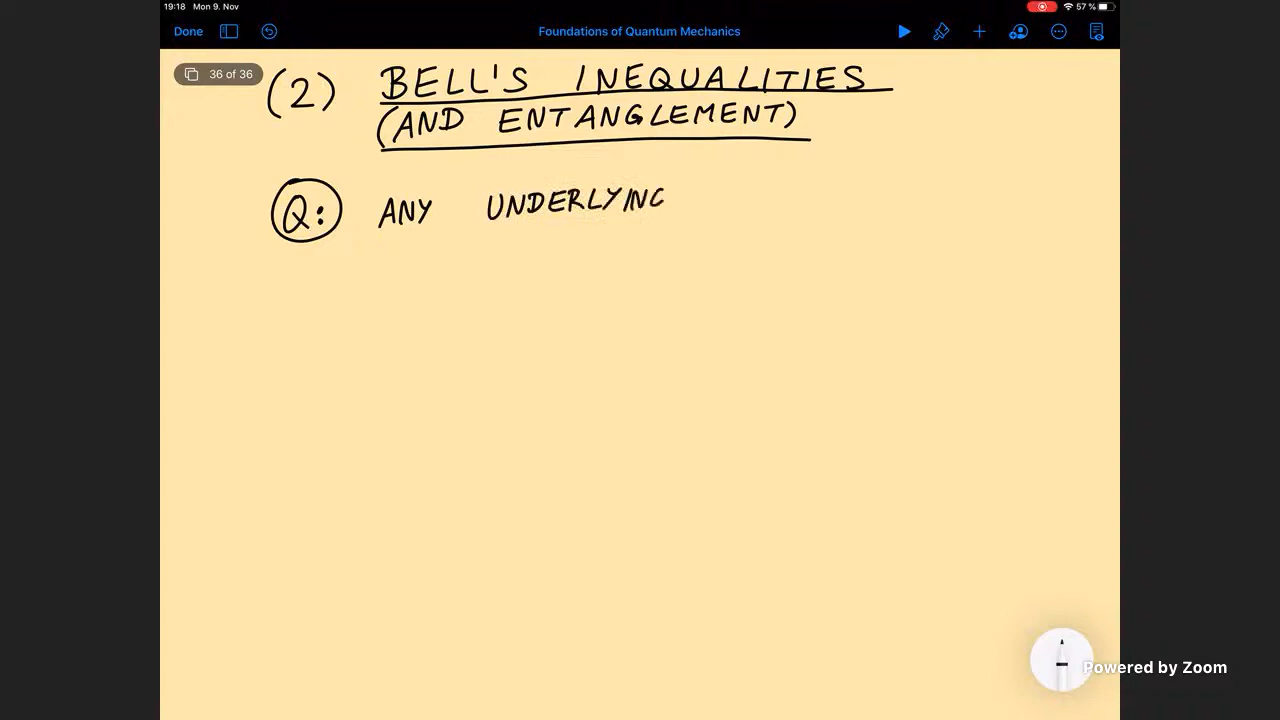 19:18 Mon 9. Nov 57 %
Done Foundations of Quantum Mechanics
36 of 36
(2) BELL'S INEQUALITIES
(AND ENTANGLEMENT)
Q: ANY UNDERLYINC
Powered by Zoom